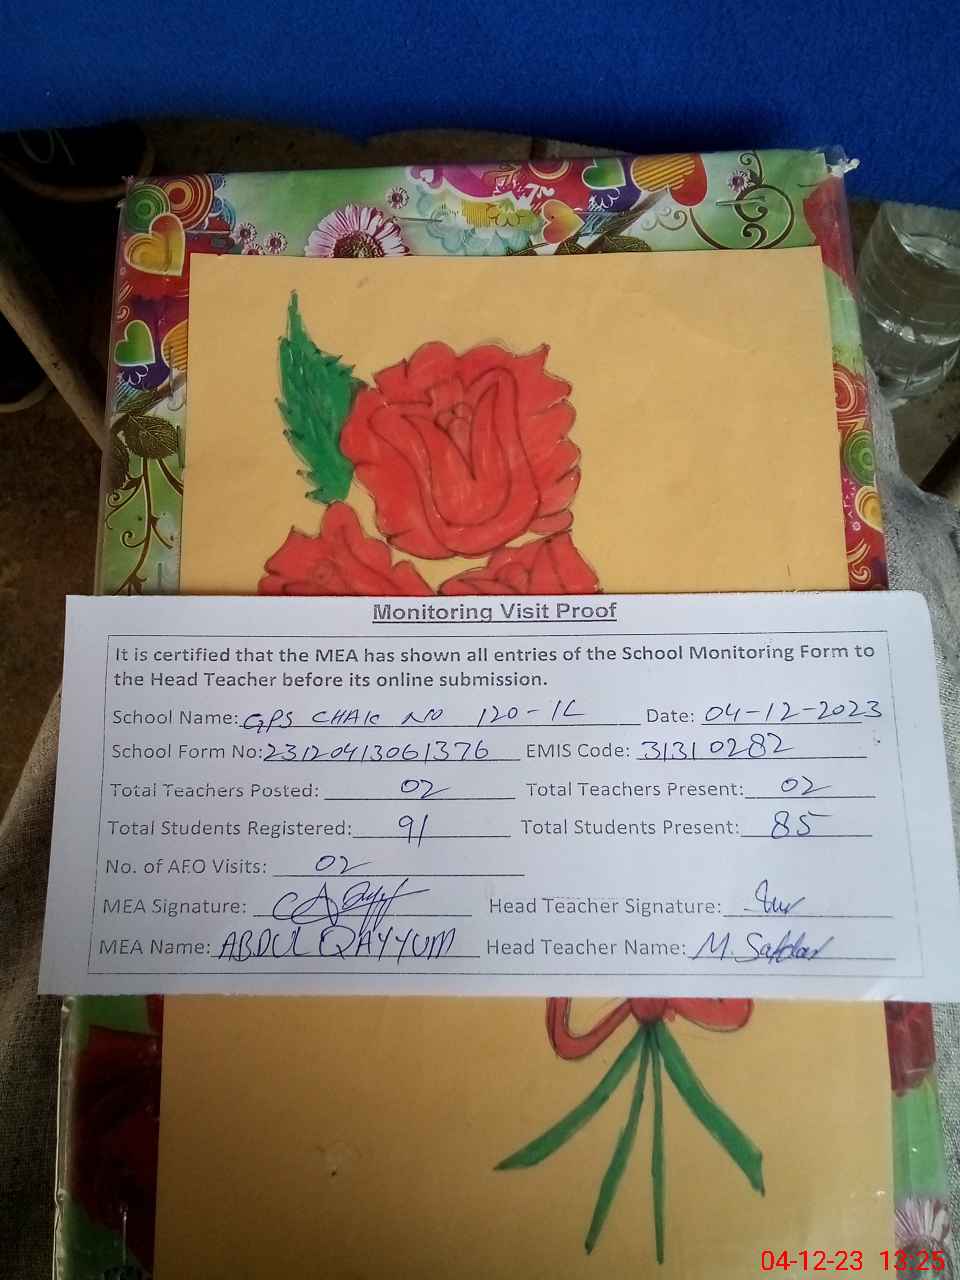 Monitoring Visit Proof
It is certified that the MEA has shown all entries of the School Monitoring Form to
the Head Teacher before its online submission.
School Name: GPS CHAK NO 120-1L Date: 04-12-2023
School Form No: 23120413061376 EMIS Code: 31310282
Total Teachers Posted: 02 Total Teachers Present: 02
Total Students Registered: 91 Total Students Present: 85
No. of AEO Visits: 02
MEA Signature: Head Teacher Signature:
MEA Name: ABDUL QAYYUM Head Teacher Name: M. Safdar
04-12-23 13:25